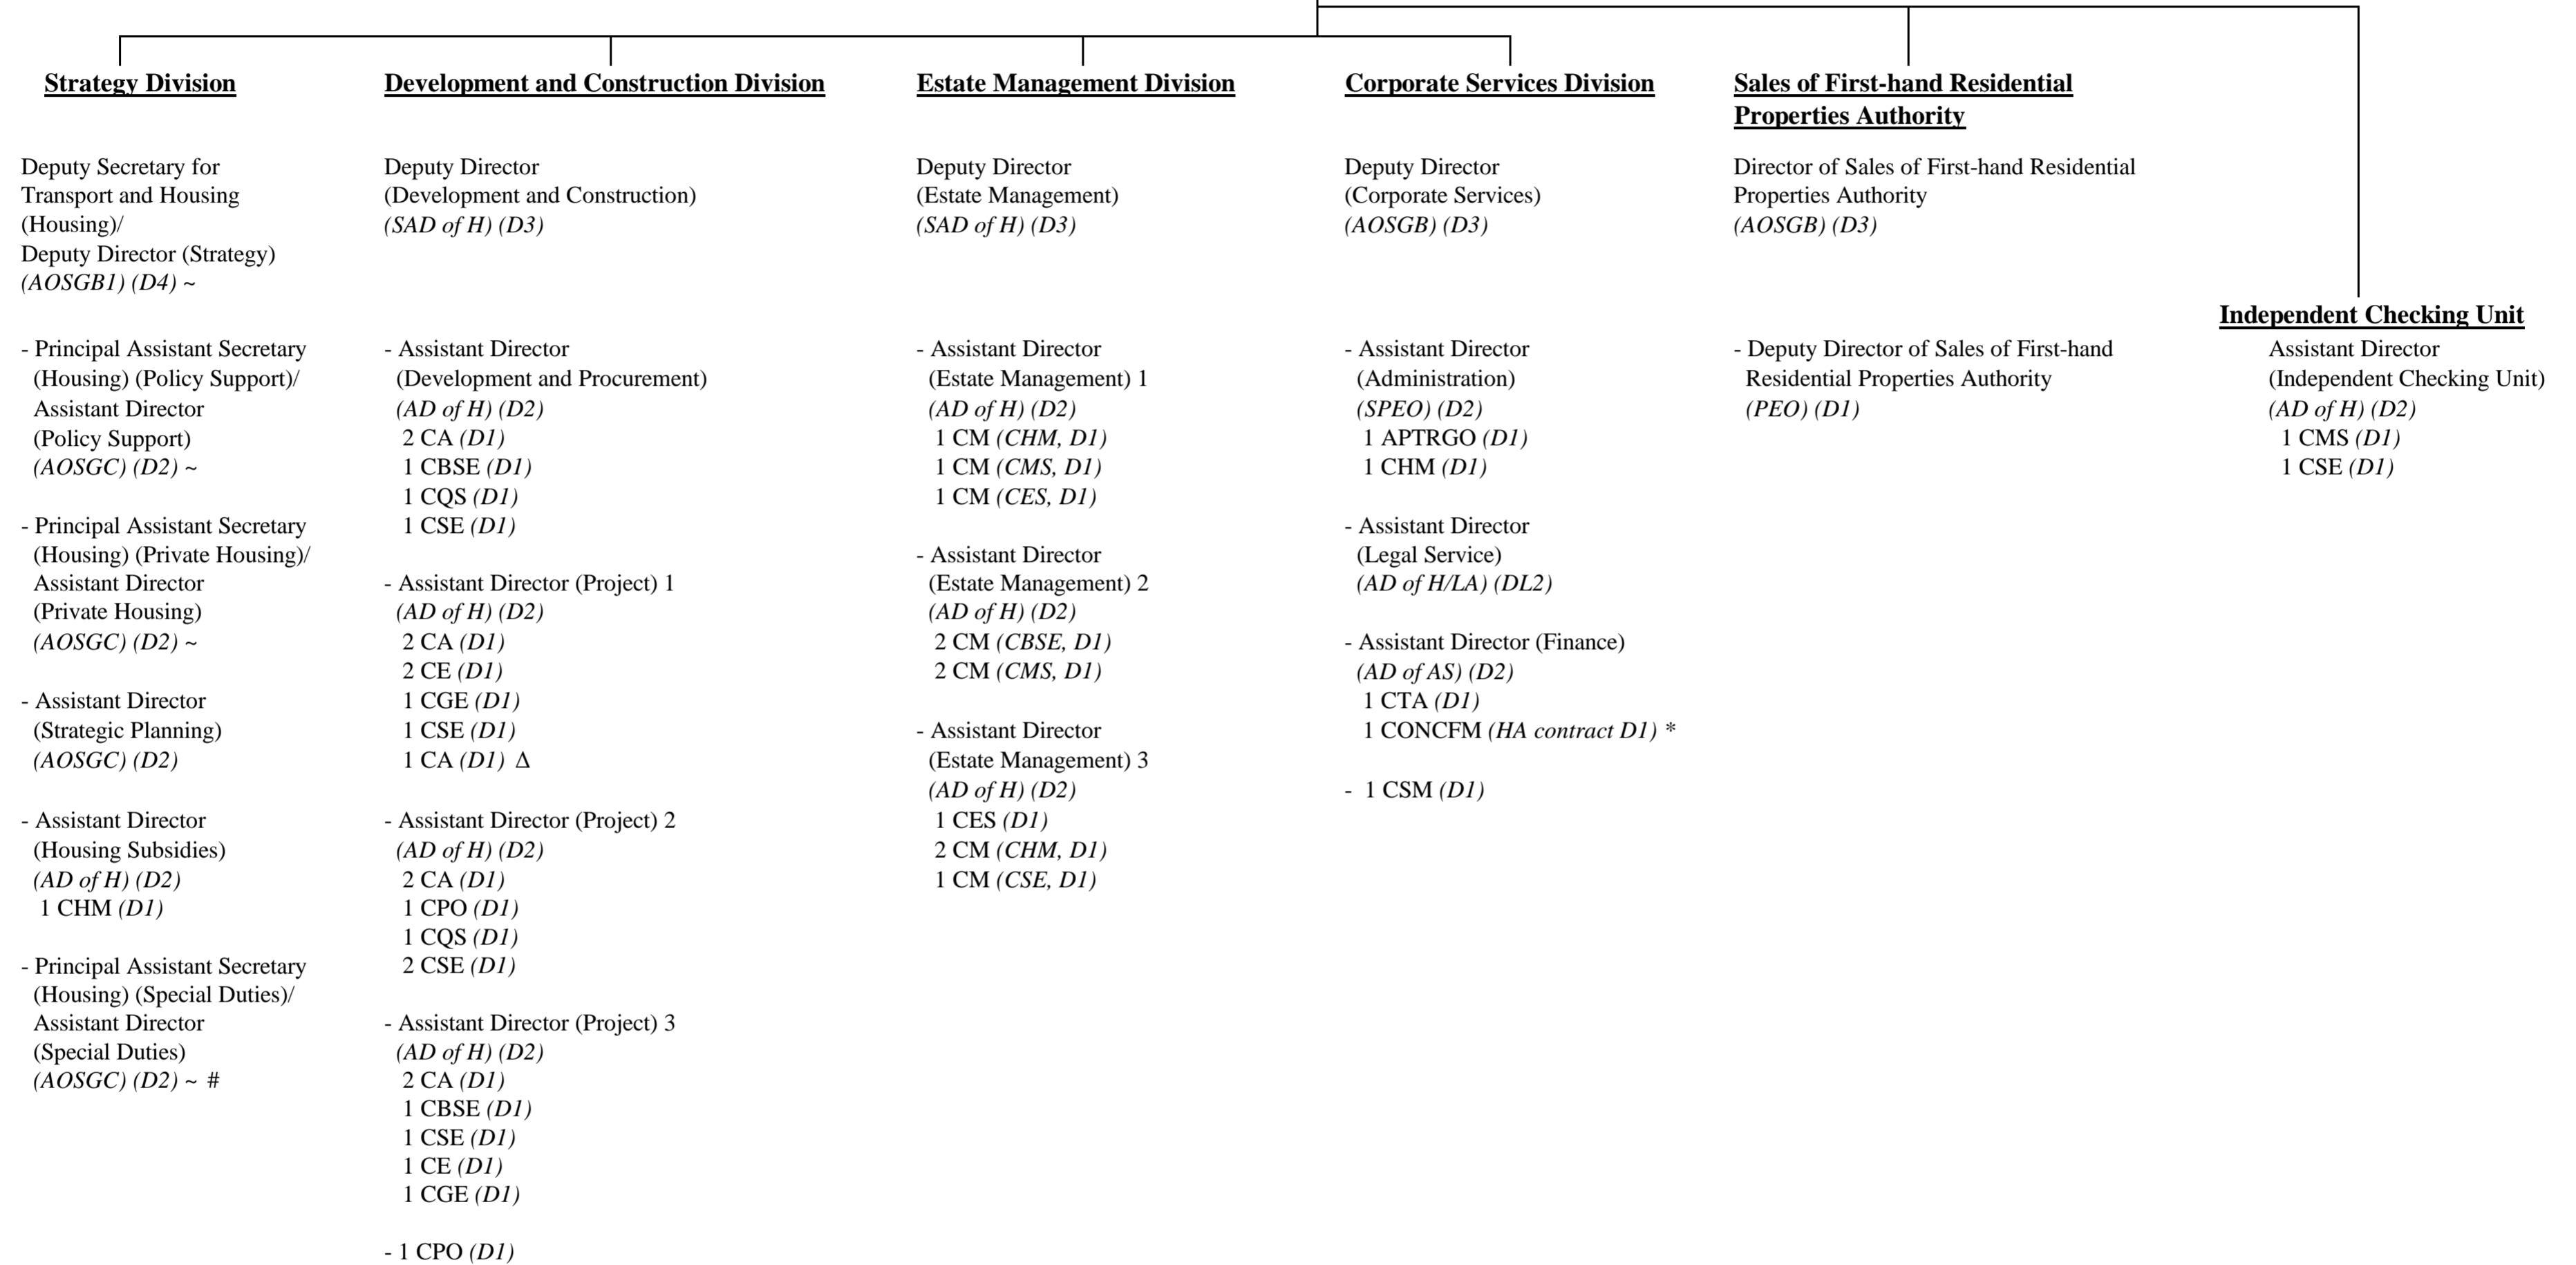 Strategy Division
Deputy Secretary for
Transport and Housing
(Housing)/
Deputy Director (Strategy)
(AOSGB1) (D4) ~
- Principal Assistant Secretary
(Housing) (Policy Support)/
Assistant Director
(Policy Support)
(AOSGC) (D2) ~
- Principal Assistant Secretary
(Housing) (Private Housing)/
Assistant Director
(Private Housing)
(AOSGC) (D2) ~
- Assistant Director
(Strategic Planning)
(AOSGC) (D2)
- Assistant Director
(Housing Subsidies)
(AD of H) (D2)
1 CHM (D1)
- Principal Assistant Secretary
(Housing) (Special Duties)/
Assistant Director
(Special Duties)
(AOSGC) (D2) ~ #
Development and Construction Division
Deputy Director
(Development and Construction)
(SAD of H) (D3)
- Assistant Director
(Development and Procurement)
(AD of H) (D2)
2 CA (D1)
1 CBSE (D1)
1 CQS (D1)
1 CSE (D1)
- Assistant Director (Project) 1
(AD of H) (D2)
2 CA (D1)
2 CE (D1)
1 CGE (D1)
1 CSE (D1)
1 CA (D1) Δ
- Assistant Director (Project) 2
(AD of H) (D2)
2 CA (D1)
1 CPO (D1)
1 CQS (D1)
2 CSE (D1)
- Assistant Director (Project) 3
(AD of H) (D2)
2 CA (D1)
1 CBSE (D1)
1 CSE (D1)
1 CE (D1)
1 CGE (D1)
- 1 CPO (D1)
Estate Management Division
Deputy Director
(Estate Management)
(SAD of H) (D3)
- Assistant Director
(Estate Management) 1
(AD of H) (D2)
1 CM (CHM, D1)
1 CM (CMS, D1)
1 CM (CES, D1)
- Assistant Director
(Estate Management) 2
(AD of H) (D2)
2 CM (CBSE, D1)
2 CM (CMS, D1)
- Assistant Director
(Estate Management) 3
(AD of H) (D2)
1 CES (D1)
2 CM (CHM, D1)
1 CM (CSE, D1)
Corporate Services Division
Deputy Director
(Corporate Services)
(AOSGB) (D3)
- Assistant Director
(Administration)
(SPEO) (D2)
1 APTRGO (D1)
1 CHM (D1)
- Assistant Director
(Legal Service)
(AD of H/LA) (DL2)
- Assistant Director (Finance)
(AD of AS) (D2)
1 CTA (D1)
1 CONCFM (HA contract D1) *
- 1 CSM (D1)
Sales of First-hand Residential
Properties Authority
Director of Sales of First-hand Residential
Properties Authority
(AOSGB) (D3)
- Deputy Director of Sales of First-hand
Residential Properties Authority
(PEO) (D1)
Independent Checking Unit
Assistant Director
(Independent Checking Unit)
(AD of H) (D2)
1 CMS (D1)
1 CSE (D1)